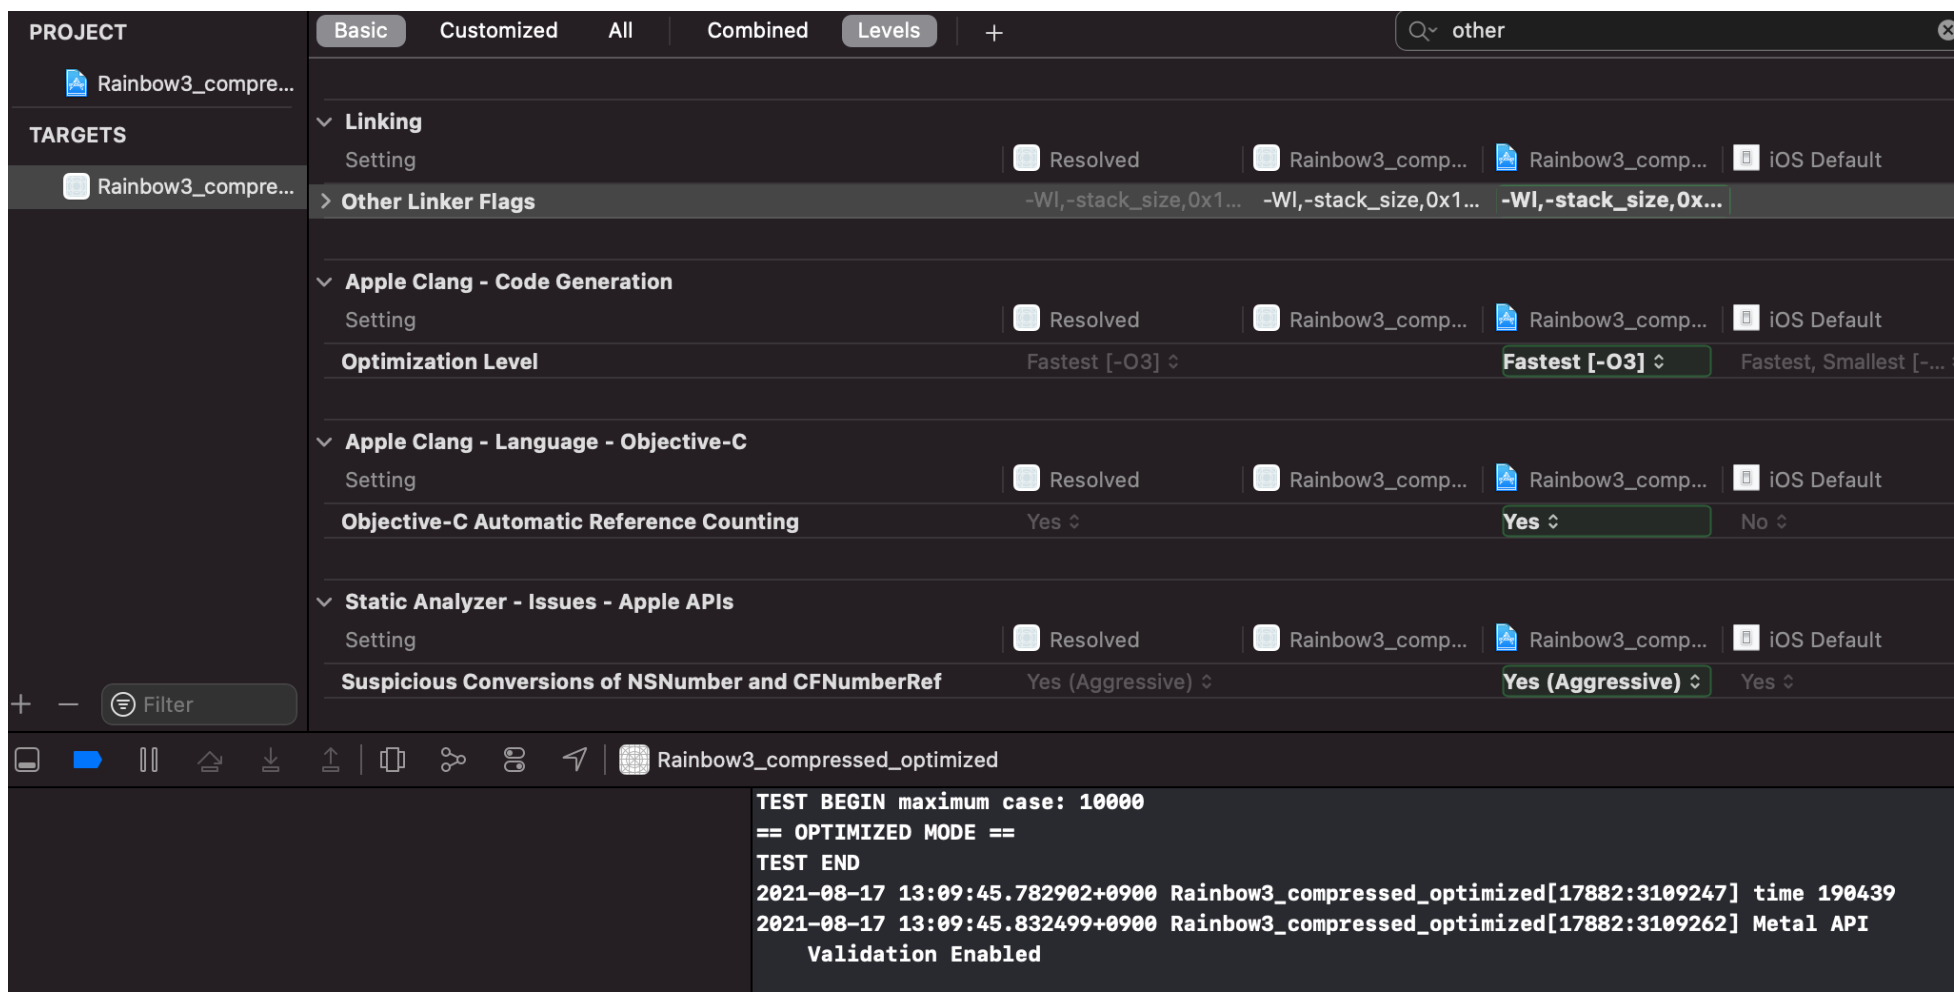 PROJECT
Rainbow3_compre...
TARGETS
Rainbow3_compre...
Filter
Basic Customized All Combined Levels other
Linking
Setting Resolved Rainbow3_comp... Rainbow3_comp... iOS Default
Other Linker Flags -Wl,-stack_size,0x1... -Wl,-stack_size,0x1... -Wl,-stack_size,0x...
Apple Clang - Code Generation
Setting Resolved Rainbow3_comp... Rainbow3_comp... iOS Default
Optimization Level Fastest [-O3] Fastest [-O3] Fastest, Smallest [-...
Apple Clang - Language - Objective-C
Setting Resolved Rainbow3_comp... Rainbow3_comp... iOS Default
Objective-C Automatic Reference Counting Yes Yes No
Static Analyzer - Issues - Apple APIs
Setting Resolved Rainbow3_comp... Rainbow3_comp... iOS Default
Suspicious Conversions of NSNumber and CFNumberRef Yes (Aggressive) Yes (Aggressive) Yes
Rainbow3_compressed_optimized
TEST BEGIN maximum case: 10000
== OPTIMIZED MODE ==
TEST END
2021-08-17 13:09:45.782902+0900 Rainbow3_compressed_optimized[17882:3109247] time 190439
2021-08-17 13:09:45.832499+0900 Rainbow3_compressed_optimized[17882:3109262] Metal API
Validation Enabled